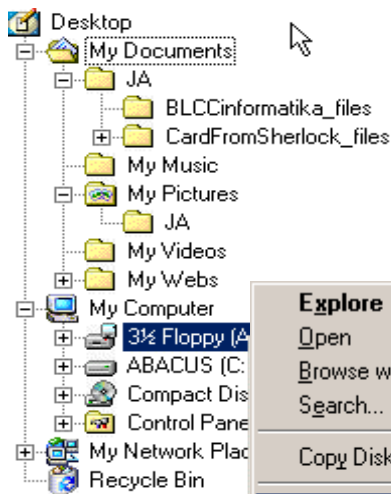 Desktop
My Documents
JA
BLCCinformatika_files
CardFromSherlock_files
My Music
My Pictures
JA
My Videos
My Webs
My Computer
3½ Floppy (A
ABACUS (C:
Compact Dis
Control Pane
My Network Plac
Recycle Bin
Explore
Open
Browse w
Search...
Copy Disk